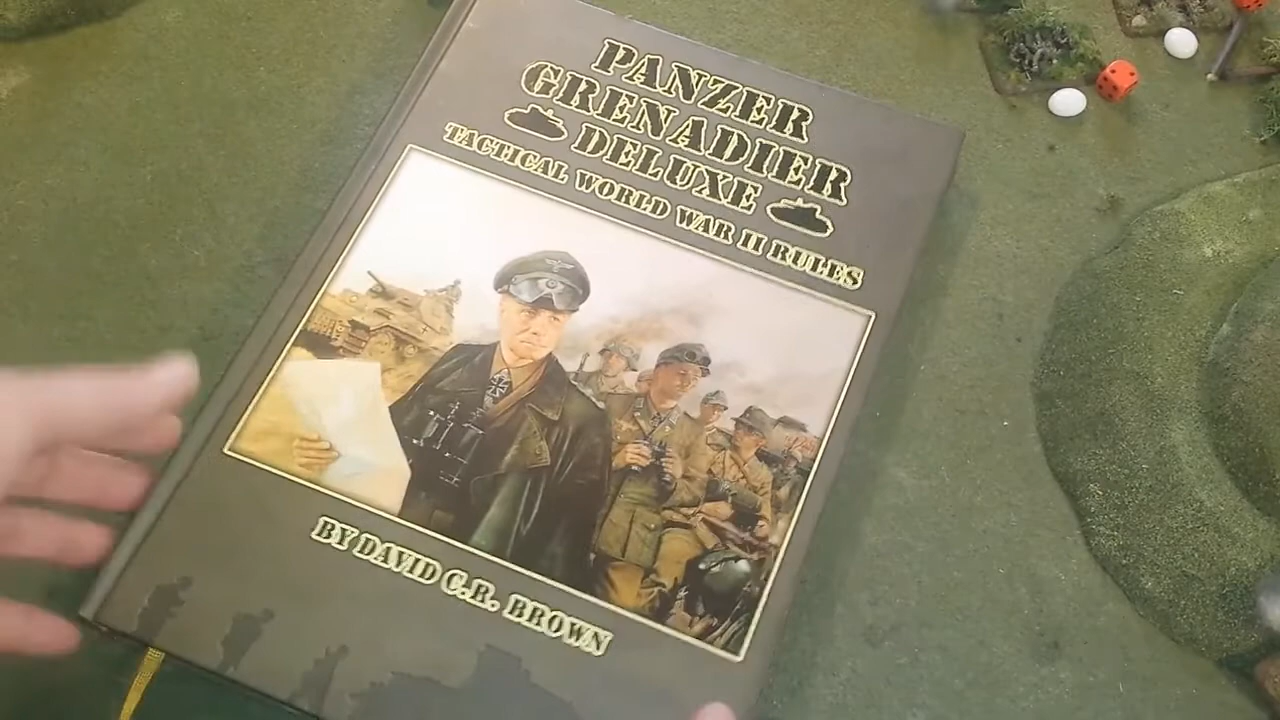 PANZER
GRENADIER
DELUXE
TACTICAL WORLD WAR II RULES
BY DAVID C.R. BROWN